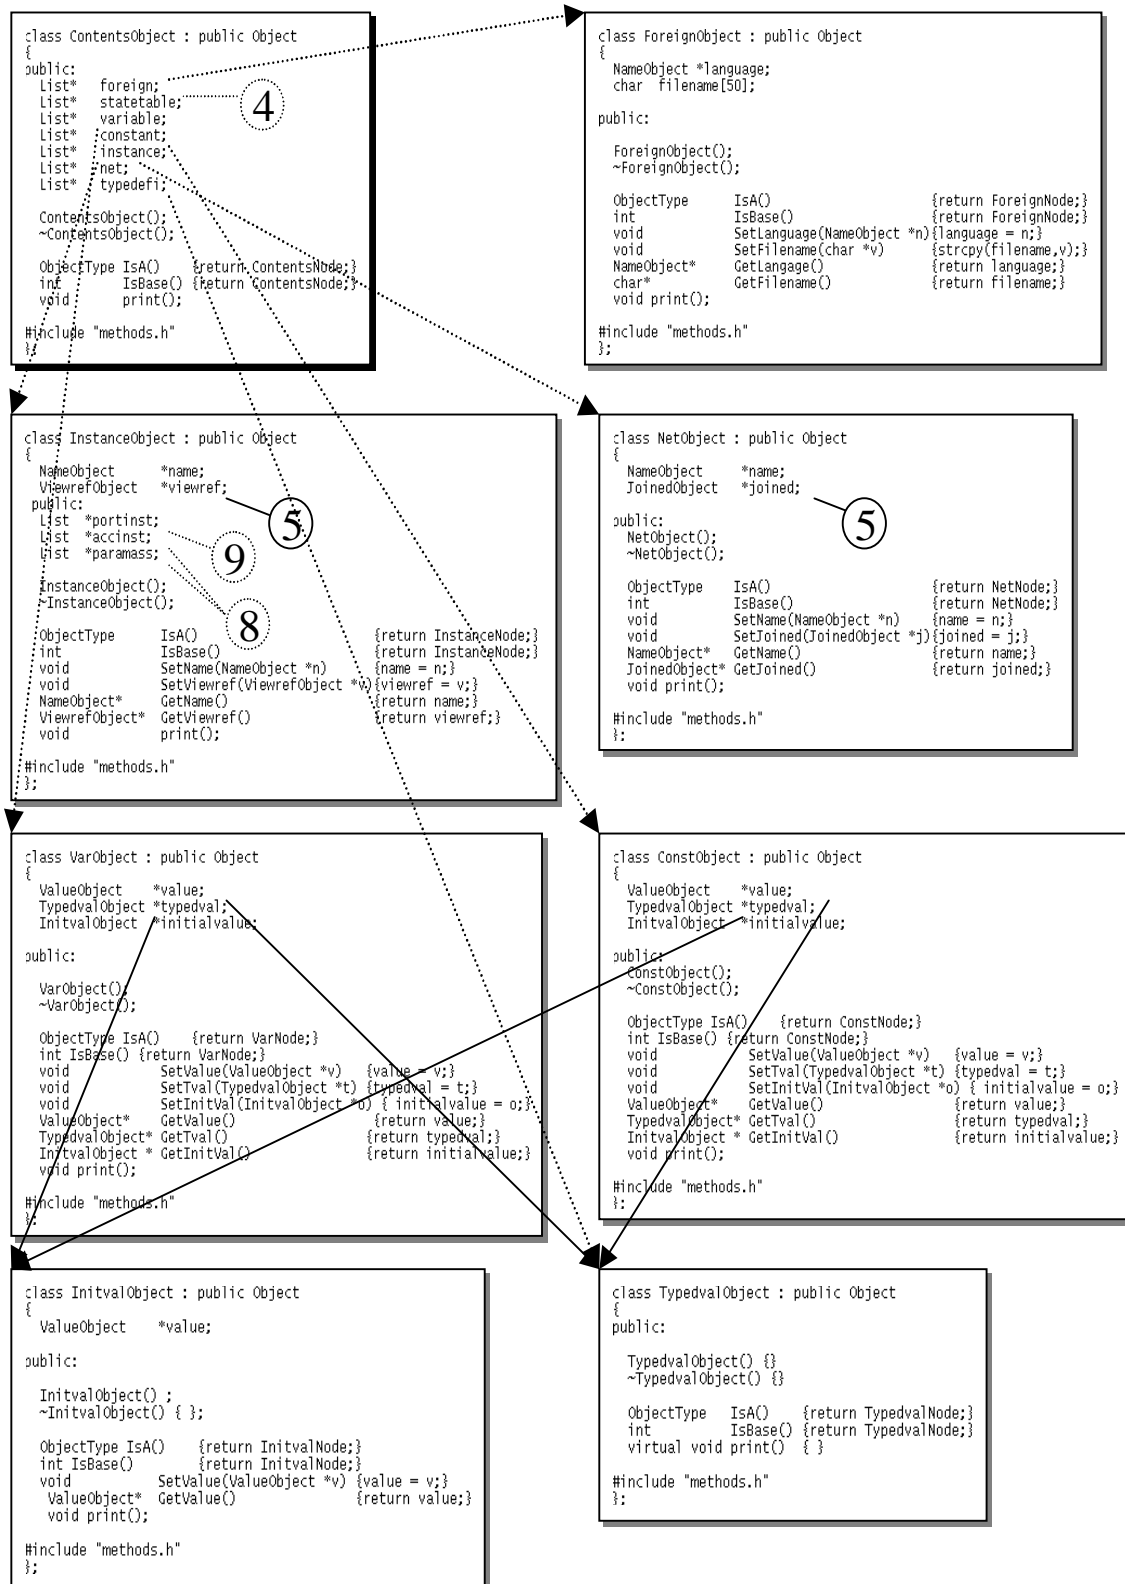 class ContentsObject : public Object
{
public:
List* foreign;
List* statetable;
List* variable;
List* constant;
List* instance;
List* net;
List* typedefi;
ContentsObject();
~ContentsObject();
ObjectType IsA() {return ContentsNode;}
int IsBase() {return ContentsNode;}
void print();
#include "methods.h"
};
4
class ForeignObject : public Object
{
NameObject *language;
char filename[50];
public:
ForeignObject();
~ForeignObject();
ObjectType IsA() {return ForeignNode;}
int IsBase() {return ForeignNode;}
void SetLanguage(NameObject *n){language = n;}
void SetFilename(char *v) {strcpy(filename,v);}
NameObject* GetLangage() {return language;}
char* GetFilename() {return filename;}
void print();
#include "methods.h"
};
class InstanceObject : public Object
{
NameObject *name;
ViewrefObject *viewref;
public:
List *portinst;
List *accinst;
List *paramass;
InstanceObject();
~InstanceObject();
ObjectType IsA() {return InstanceNode;}
int IsBase() {return InstanceNode;}
void SetName(NameObject *n) {name = n;}
void SetViewref(ViewrefObject *v){viewref = v;}
NameObject* GetName() {return name;}
ViewrefObject* GetViewref() {return viewref;}
void print();
#include "methods.h"
};
5
9
8
class NetObject : public Object
{
NameObject *name;
JoinedObject *joined;
public:
NetObject();
~NetObject();
ObjectType IsA() {return NetNode;}
int IsBase() {return NetNode;}
void SetName(NameObject *n) {name = n;}
void SetJoined(JoinedObject *j){joined = j;}
NameObject* GetName() {return name;}
JoinedObject* GetJoined() {return joined;}
void print();
#include "methods.h"
};
5
class VarObject : public Object
{
ValueObject *value;
TypedvalObject *typedval;
InitvalObject *initialvalue;
public:
VarObject();
~VarObject();
ObjectType IsA() {return VarNode;}
int IsBase() {return VarNode;}
void SetValue(ValueObject *v) {value = v;}
void SetTval(TypedvalObject *t) {typedval = t;}
void SetInitVal(InitvalObject *o) { initialvalue = o;}
ValueObject* GetValue() {return value;}
TypedvalObject* GetTval() {return typedval;}
InitvalObject * GetInitVal() {return initialvalue;}
void print();
#include "methods.h"
};
class ConstObject : public Object
{
ValueObject *value;
TypedvalObject *typedval;
InitvalObject *initialvalue;
public:
ConstObject();
~ConstObject();
ObjectType IsA() {return ConstNode;}
int IsBase() {return ConstNode;}
void SetValue(ValueObject *v) {value = v;}
void SetTval(TypedvalObject *t) {typedval = t;}
void SetInitVal(InitvalObject *o) { initialvalue = o;}
ValueObject* GetValue() {return value;}
TypedvalObject* GetTval() {return typedval;}
InitvalObject * GetInitVal() {return initialvalue;}
void print();
#include "methods.h"
};
class InitvalObject : public Object
{
ValueObject *value;
public:
InitvalObject() ;
~InitvalObject() { };
ObjectType IsA() {return InitvalNode;}
int IsBase() {return InitvalNode;}
void SetValue(ValueObject *v) {value = v;}
ValueObject* GetValue() {return value;}
void print();
#include "methods.h"
};
class TypedvalObject : public Object
{
public:
TypedvalObject() {}
~TypedvalObject() {}
ObjectType IsA() {return TypedvalNode;}
int IsBase() {return TypedvalNode;}
virtual void print() { }
#include "methods.h"
};